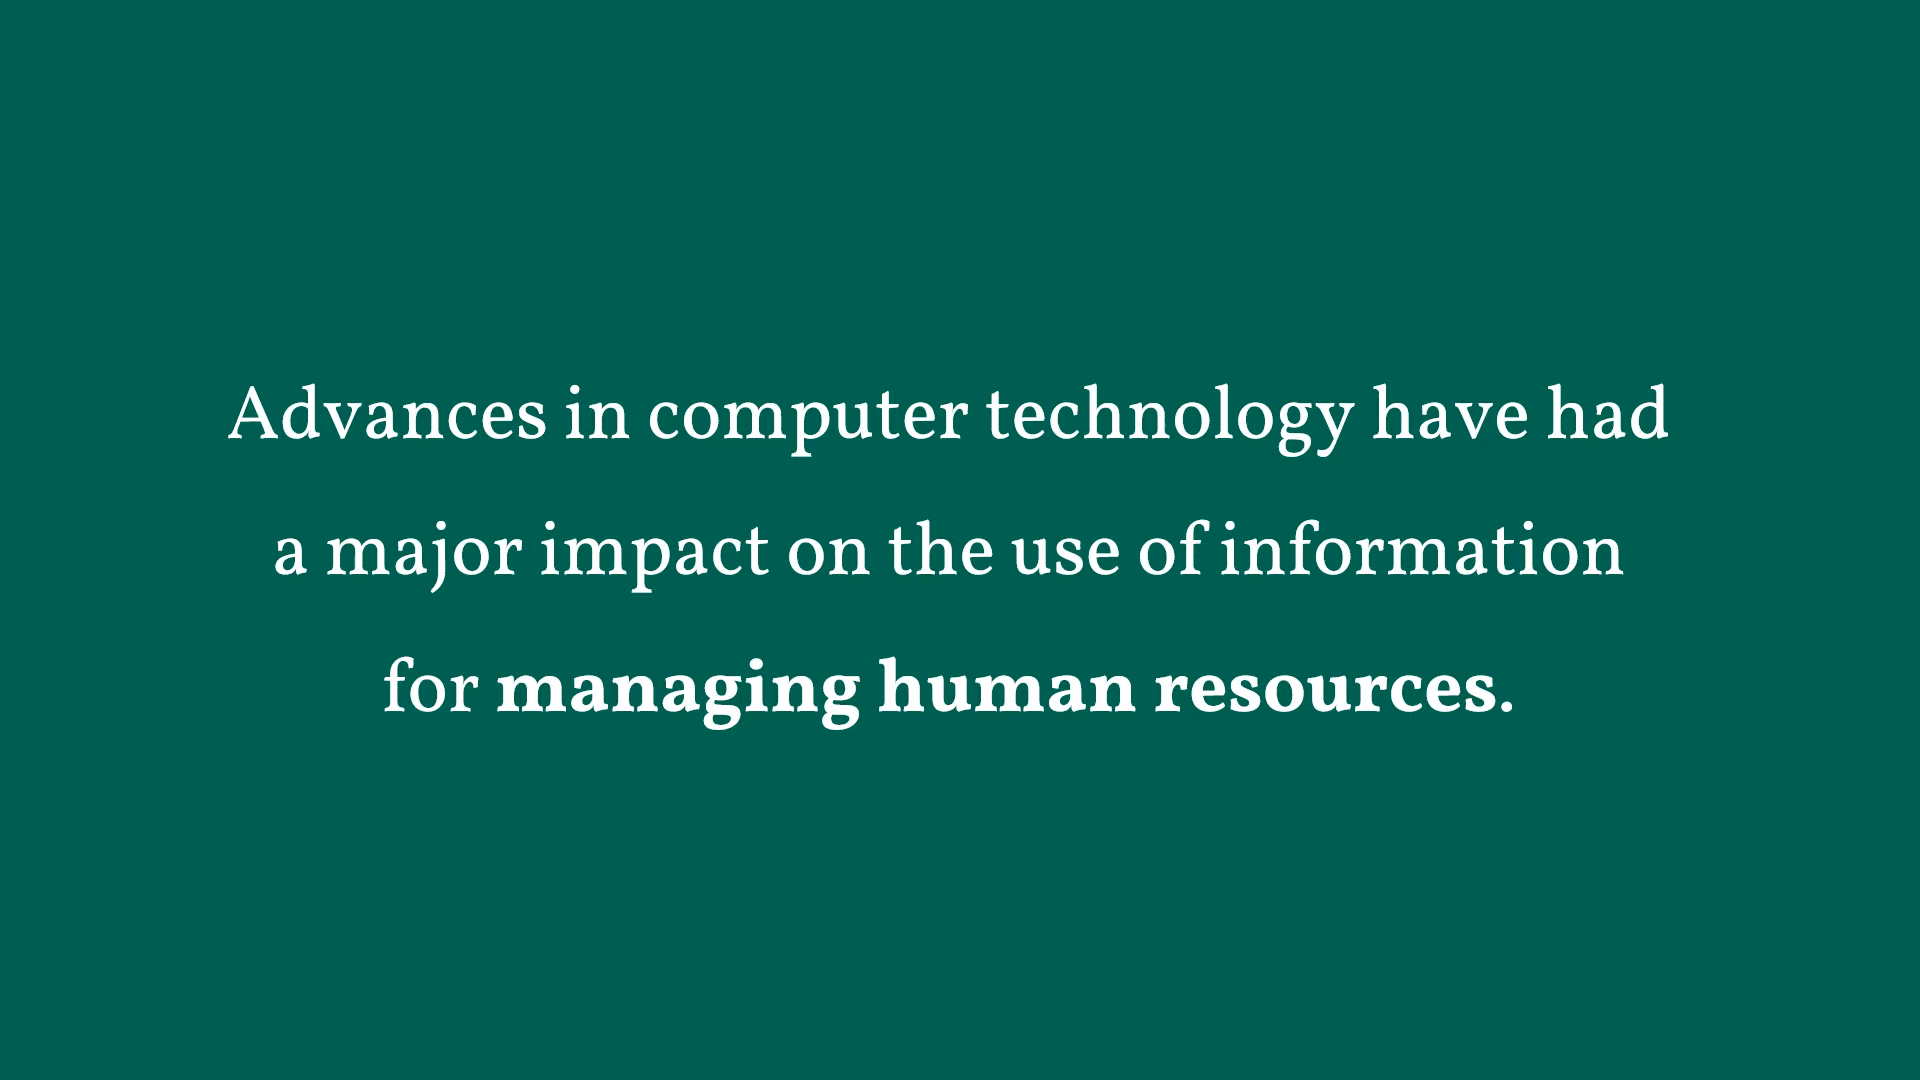 Advances in computer technology have had
a major impact on the use of information
for managing human resources.